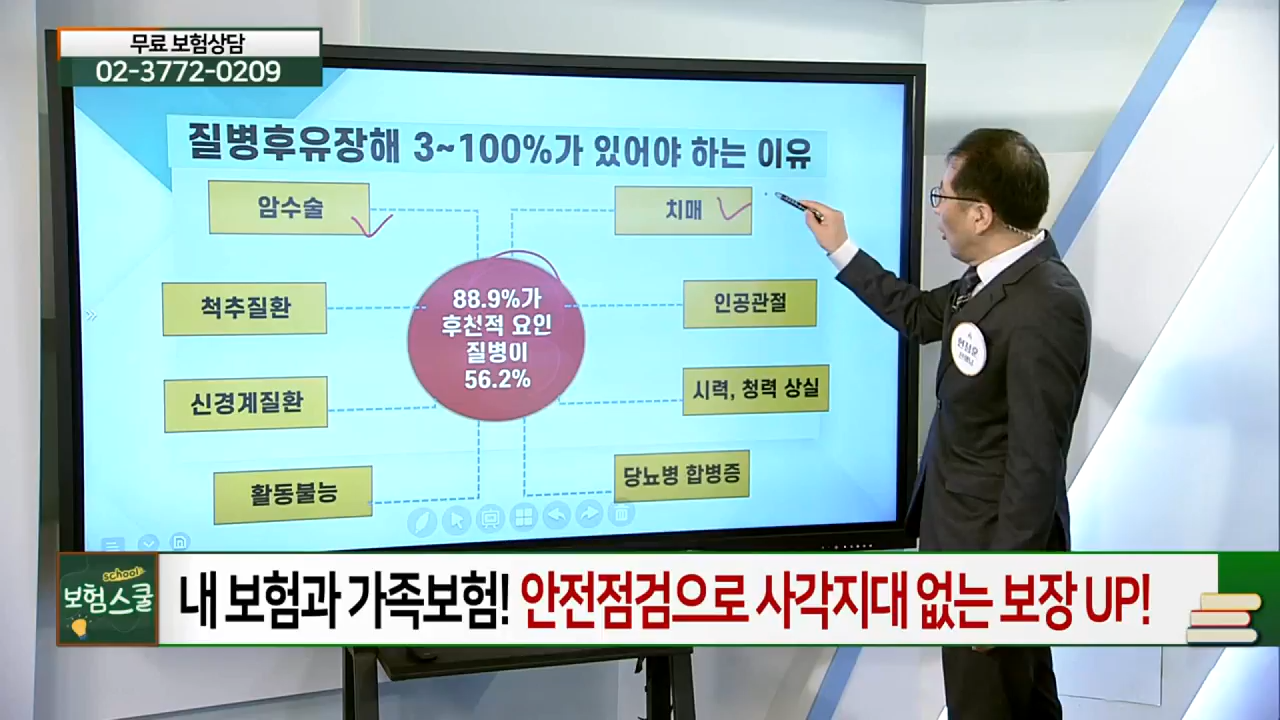 무료 보험상담
02-3772-0209
질병후유장해 3~100%가 있어야 하는 이유
암수술
치매
척추질환
인공관절
88.9%가
후천적 요인
질병이
56.2%
신경계질환
시력, 청력 상실
활동불능
당뇨병 합병증
school
보험스쿨
내 보험과 가족보험! 안전점검으로 사각지대 없는 보장 UP!